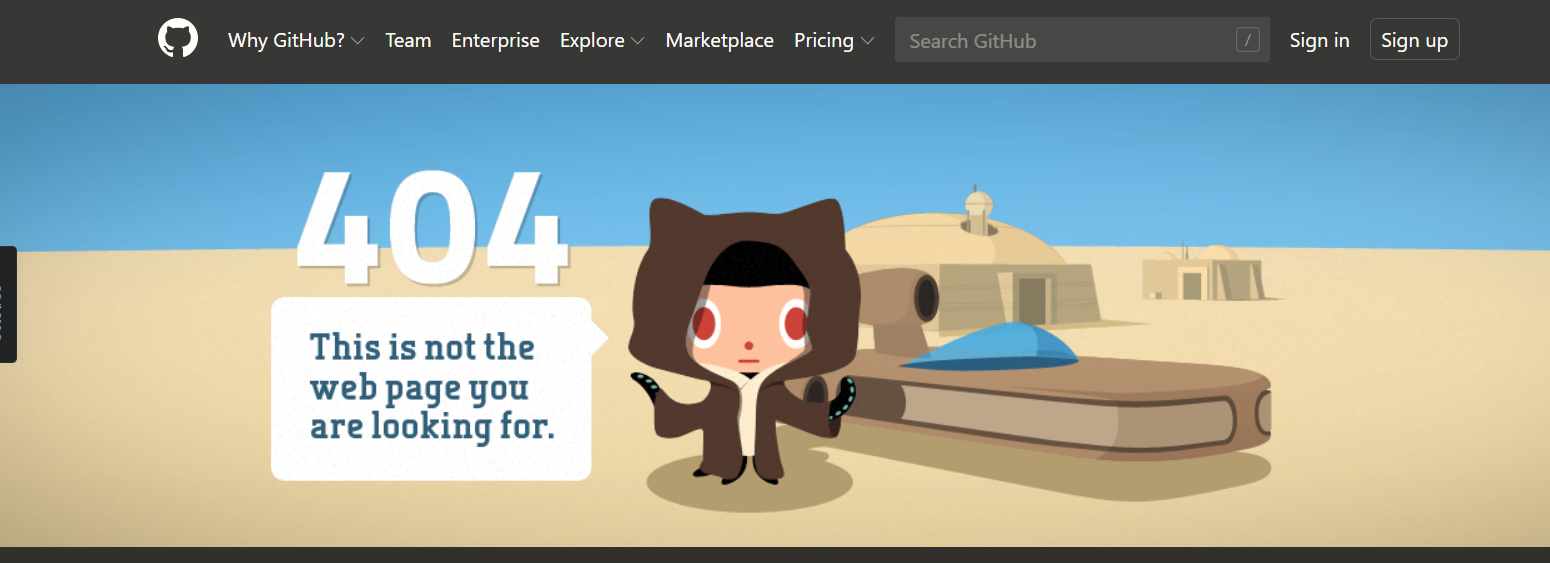 Why GitHub? Team Enterprise Explore Marketplace Pricing Search GitHub / Sign in Sign up
404
This is not the
web page you
are looking for.